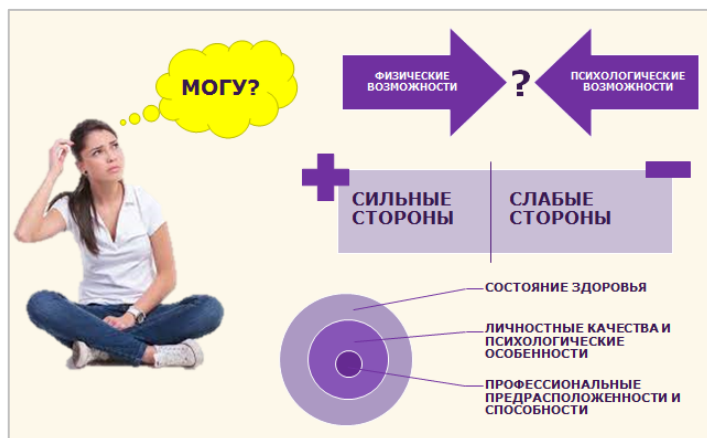 МОГУ?
ФИЗИЧЕСКИЕ
ВОЗМОЖНОСТИ
?
ПСИХОЛОГИЧЕСКИЕ
ВОЗМОЖНОСТИ
СИЛЬНЫЕ
СТОРОНЫ
СЛАБЫЕ
СТОРОНЫ
СОСТОЯНИЕ ЗДОРОВЬЯ
ЛИЧНОСТНЫЕ КАЧЕСТВА И
ПСИХОЛОГИЧЕСКИЕ
ОСОБЕННОСТИ
ПРОФЕССИОНАЛЬНЫЕ
ПРЕДРАСПОЛОЖЕННОСТИ И
СПОСОБНОСТИ